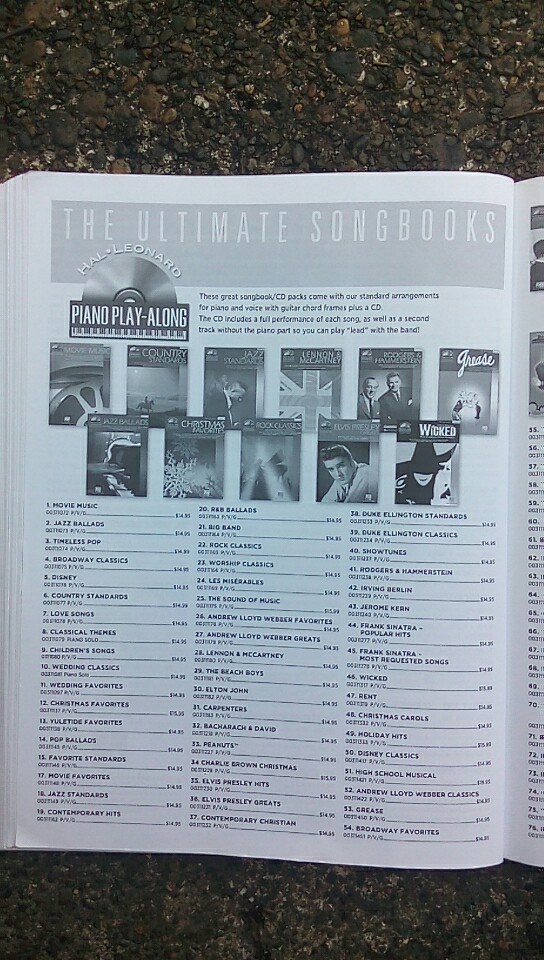 THE ULTIMATE SONGBOOKS
HAL•LEONARD
PIANO PLAY-ALONG
These great songbook/CD packs come with our standard arrangements
for piano and voice with guitar chord frames plus a CD.
The CD includes a full performance of each song, as well as a second
track without the piano part so you can play "lead" with the band!
MOVIE MUSIC
COUNTRY STANDARDS
JAZZ STANDARDS
LENNON & McCARTNEY
RODGERS & HAMMERSTEIN
Grease
JAZZ BALLADS
CHRISTMAS FAVORITES
ROCK CLASSICS
ELVIS PRESLEY
WICKED
1. MOVIE MUSIC
00311072 P/V/G $14.95
2. JAZZ BALLADS
00311073 P/V/G $14.95
3. TIMELESS POP
00311074 P/V/G $14.99
4. BROADWAY CLASSICS
00311075 P/V/G $14.95
5. DISNEY
00311076 P/V/G $14.95
6. COUNTRY STANDARDS
00311077 P/V/G $14.99
7. LOVE SONGS
00311078 P/V/G $14.95
8. CLASSICAL THEMES
00311079 PIANO SOLO $14.95
9. CHILDREN'S SONGS
00311080 P/V/G $14.95
10. WEDDING CLASSICS
00311081 Piano Solo $14.95
11. WEDDING FAVORITES
00311097 P/V/G $14.95
12. CHRISTMAS FAVORITES
00311137 P/V/G $15.95
13. YULETIDE FAVORITES
00311138 P/V/G $14.95
14. POP BALLADS
00311145 P/V/G $14.95
15. FAVORITE STANDARDS
00311146 P/V/G $14.95
17. MOVIE FAVORITES
00311148 P/V/G $14.95
18. JAZZ STANDARDS
00311149 P/V/G $14.95
19. CONTEMPORARY HITS
00311162 P/V/G $14.95
20. R&B BALLADS
00311163 P/V/G $14.95
21. BIG BAND
00311164 P/V/G $14.95
22. ROCK CLASSICS
00311165 P/V/G $14.95
23. WORSHIP CLASSICS
00311166 P/V/G $14.95
24. LES MISÉRABLES
00311169 P/V/G $14.95
25. THE SOUND OF MUSIC
00311175 P/V/G $15.99
26. ANDREW LLOYD WEBBER FAVORITES
00311178 P/V/G $14.95
27. ANDREW LLOYD WEBBER GREATS
00311179 P/V/G $14.95
28. LENNON & MCCARTNEY
00311180 P/V/G $14.95
29. THE BEACH BOYS
00311181 P/V/G $14.95
30. ELTON JOHN
00311182 P/V/G $14.95
31. CARPENTERS
00311183 P/V/G $14.95
32. BACHARACH & DAVID
00311218 P/V/G $14.95
33. PEANUTS™
00311227 P/V/G $14.95
34 CHARLIE BROWN CHRISTMAS
00311228 P/V/G $15.95
35. ELVIS PRESLEY HITS
00311230 P/V/G $14.95
36. ELVIS PRESLEY GREATS
00311231 P/V/G $14.95
37. CONTEMPORARY CHRISTIAN
00311232 P/V/G $14.95
38. DUKE ELLINGTON STANDARDS
00311233 P/V/G $14.95
39. DUKE ELLINGTON CLASSICS
00311234 P/V/G $14.95
40. SHOWTUNES
00311237 P/V/G $14.95
41. RODGERS & HAMMERSTEIN
00311238 P/V/G $14.95
42. IRVING BERLIN
00311239 P/V/G $14.95
43. JEROME KERN
00311240 P/V/G $14.95
44. FRANK SINATRA –
POPULAR HITS
00311277 P/V/G $14.95
45. FRANK SINATRA –
MOST REQUESTED SONGS
00311278 P/V/G $14.95
46. WICKED
00311317 P/V/G $15.99
47. RENT
00311319 P/V/G $14.95
48. CHRISTMAS CAROLS
00311332 P/V/G $14.95
49. HOLIDAY HITS
00311333 P/V/G $15.99
50. DISNEY CLASSICS
00311417 P/V/G $14.95
51. HIGH SCHOOL MUSICAL
00311421 P/V/G $19.95
52. ANDREW LLOYD WEBBER CLASSICS
00311422 P/V/G $14.95
53. GREASE
00311450 P/V/G $14.95
54. BROADWAY FAVORITES
00311451 P/V/G $14.95
55.
56.
57.
58.
59.
60.
61.
62.
63.
64.
65.
66.
67.
68.
69.
70.
71.
72.
73.
74.
75.
76.